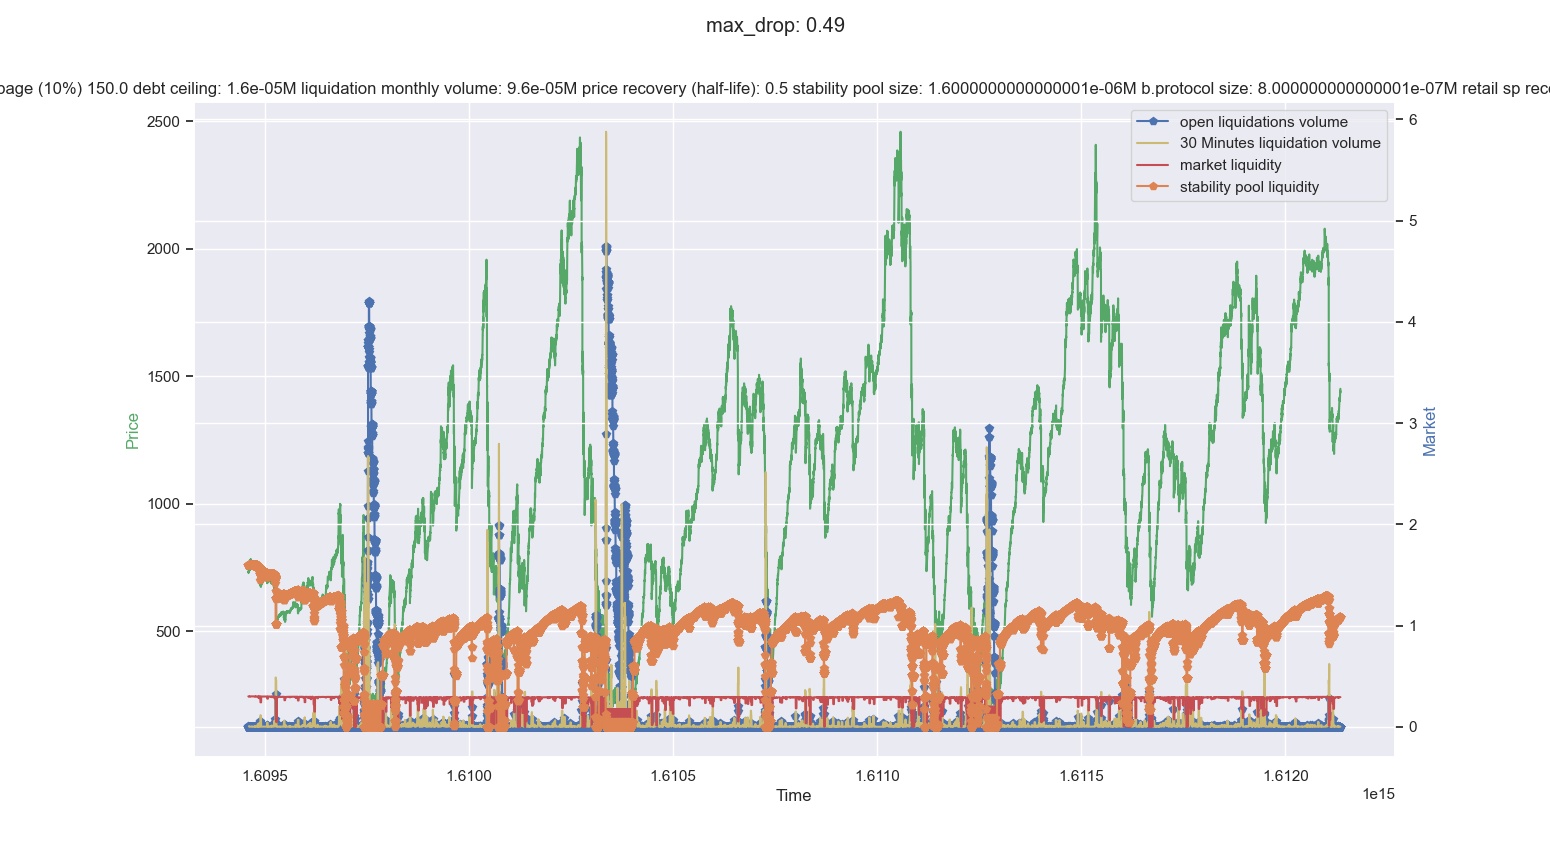 max_drop: 0.49
(10%) 150.0 debt ceiling: 1.6e-05M liquidation monthly volume: 9.6e-05M price recovery (half-life): 0.5 stability pool size: 1.6000000000000001e-06M b.protocol size: 8.000000000000001e-07M retail sp
open liquidations volume
30 Minutes liquidation volume
market liquidity
stability pool liquidity
2500
2000
1500
1000
500
Price
6
5
4
3
2
1
0
Market
1.6095 1.6100 1.6105 1.6110 1.6115 1.6120
1e15
Time